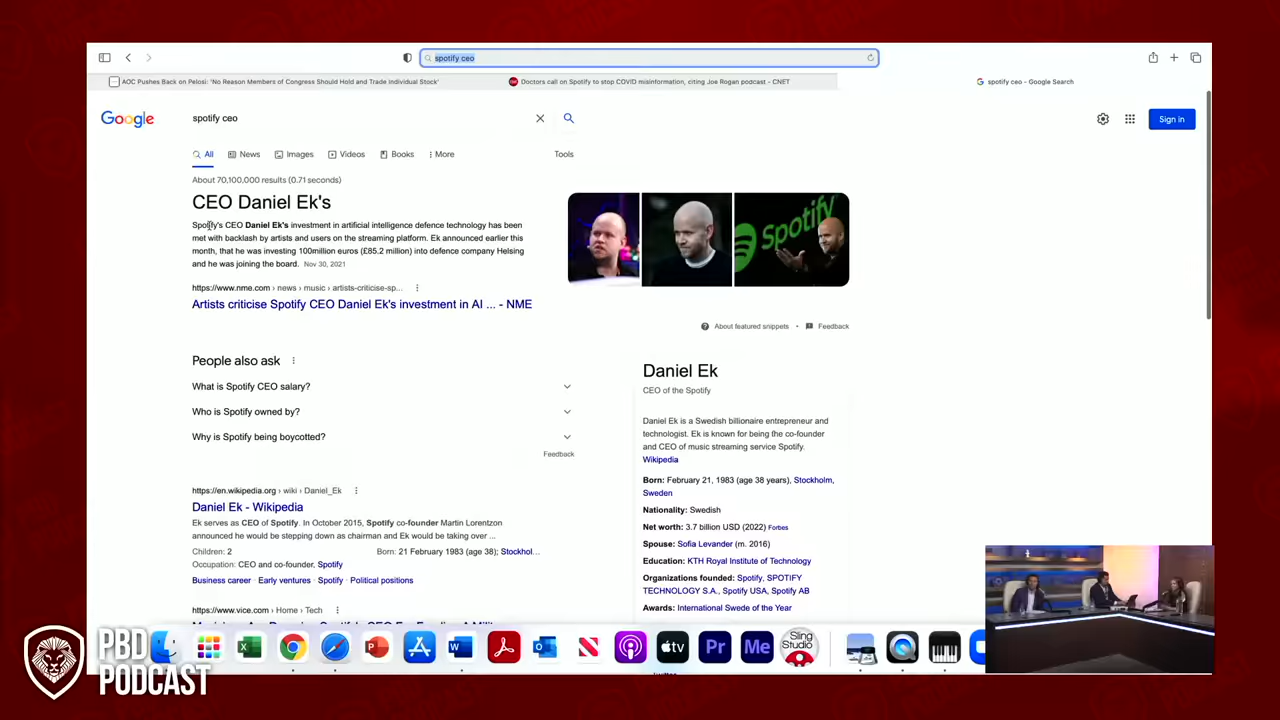 spotify ceo
AOC Pushes Back on Pelosi: 'No Reason Members of Congress Should Hold and Trade Individual Stock'
Doctors call on Spotify to stop COVID misinformation, citing Joe Rogan podcast - CNET
spotify ceo - Google Search
Google
spotify ceo
Sign in
All
News
Images
Videos
Books
More
Tools
About 70,100,000 results (0.71 seconds)
CEO Daniel Ek's
Spotify's CEO Daniel Ek's investment in artificial intelligence defence technology has been
met with backlash by artists and users on the streaming platform. Ek announced earlier this
month, that he was investing 100million euros (£85.2 million) into defence company Helsing
and he was joining the board. Nov 30, 2021
https://www.nme.com › news › music › artists-criticise-sp...
Artists criticise Spotify CEO Daniel Ek's investment in AI ... - NME
Spotify
About featured snippets • Feedback
People also ask
What is Spotify CEO salary?
Who is Spotify owned by?
Why is Spotify being boycotted?
Feedback
https://en.wikipedia.org › wiki › Daniel_Ek
Daniel Ek - Wikipedia
Ek serves as CEO of Spotify. In October 2015, Spotify co-founder Martin Lorentzon
announced he would be stepping down as chairman and Ek would be taking over ...
Children: 2
Born: 21 February 1983 (age 38); Stockhol...
Occupation: CEO and co-founder, Spotify
Business career · Early ventures · Spotify · Political positions
https://www.vice.com › Home › Tech
Daniel Ek
CEO of the Spotify
Daniel Ek is a Swedish billionaire entrepreneur and
technologist. Ek is known for being the co-founder
and CEO of music streaming service Spotify.
Wikipedia
Born: February 21, 1983 (age 38 years), Stockholm,
Sweden
Nationality: Swedish
Net worth: 3.7 billion USD (2022) Forbes
Spouse: Sofia Levander (m. 2016)
Education: KTH Royal Institute of Technology
Organizations founded: Spotify, SPOTIFY
TECHNOLOGY S.A., Spotify USA, Spotify AB
Awards: International Swede of the Year
tv
Pr
Me
Sling
Studio
PBD
PODCAST